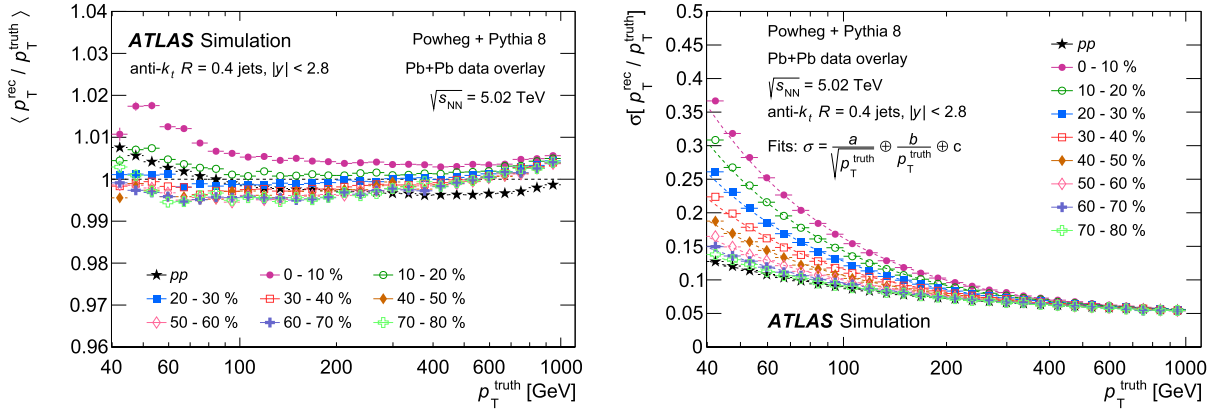 ⟨ p_T^rec / p_T^truth ⟩
1.04
1.03
1.02
1.01
1
0.99
0.98
0.97
0.96
ATLAS Simulation
anti-k_t R = 0.4 jets, |y| < 2.8
Powheg + Pythia 8
Pb+Pb data overlay
√s_NN = 5.02 TeV
pp
0 - 10 %
10 - 20 %
20 - 30 %
30 - 40 %
40 - 50 %
50 - 60 %
60 - 70 %
70 - 80 %
40 60 100 200 400 1000
p_T^truth [GeV]
σ[ p_T^rec / p_T^truth ]
0.5
0.45
0.4
0.35
0.3
0.25
0.2
0.15
0.1
0.05
0
Powheg + Pythia 8
Pb+Pb data overlay
√s_NN = 5.02 TeV
anti-k_t R = 0.4 jets, |y| < 2.8
Fits: σ = a / √p_T^truth ⊕ b / p_T^truth ⊕ c
pp
0 - 10 %
10 - 20 %
20 - 30 %
30 - 40 %
40 - 50 %
50 - 60 %
60 - 70 %
70 - 80 %
ATLAS Simulation
40 60 100 200 400 1000
p_T^truth [GeV]